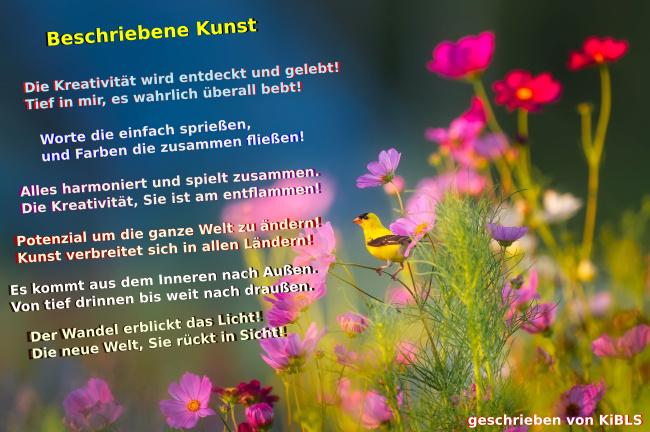 Beschriebene Kunst
Die Kreativität wird entdeckt und gelebt!
Tief in mir, es wahrlich überall bebt!
Worte die einfach sprießen,
und Farben die zusammen fließen!
Alles harmoniert und spielt zusammen.
Die Kreativität, Sie ist am entflammen!
Potenzial um die ganze Welt zu ändern!
Kunst verbreitet sich in allen Ländern!
Es kommt aus dem Inneren nach Außen.
Von tief drinnen bis weit nach draußen.
Der Wandel erblickt das Licht!
Die neue Welt, Sie rückt in Sicht!
geschrieben von KiBLS